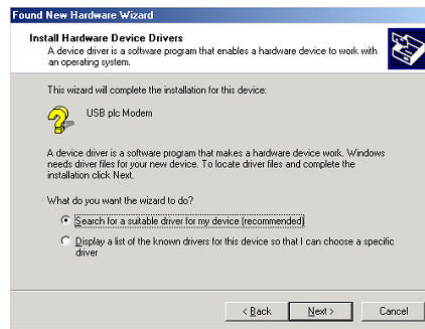 Found New Hardware Wizard
Install Hardware Device Drivers
A device driver is a software program that enables a hardware device to work with
an operating system.
This wizard will complete the installation for this device:
USB plc Modem
A device driver is a software program that makes a hardware device work. Windows
needs driver files for your new device. To locate driver files and complete the
installation click Next.
What do you want the wizard to do?
Search for a suitable driver for my device (recommended)
Display a list of the known drivers for this device so that I can choose a specific
driver
< Back Next > Cancel